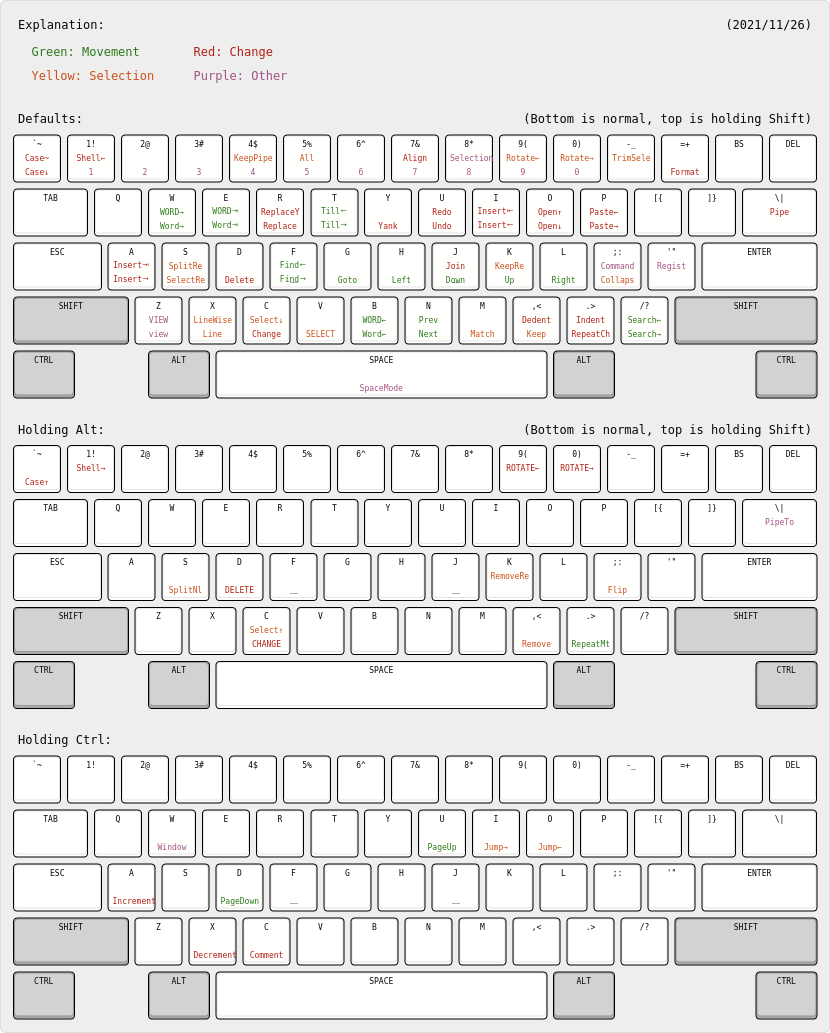 Explanation: (2021/11/26)
Green: Movement Red: Change
Yellow: Selection Purple: Other
Defaults: (Bottom is normal, top is holding Shift)
`~ 1! 2@ 3# 4$ 5% 6^ 7& 8* 9( 0) -_ =+ BS DEL
Case~ Shell← KeepPipe All Align Selection Rotate← Rotate→ TrimSele
Case↓ 1 2 3 4 5 6 7 8 9 0 Format
TAB Q W E R T Y U I O P [{ ]} \|
WORD→ WORD⇥ ReplaceY Till← Redo Insert⇤ Open↑ Paste← Pipe
Word→ Word⇥ Replace Till→ Yank Undo Insert← Open↓ Paste→
ESC A S D F G H J K L ;: '" ENTER
Insert⇥ SplitRe Find← Join KeepRe Command Regist
Insert→ SelectRe Delete Find→ Goto Left Down Up Right Collaps
SHIFT Z X C V B N M ,< .> /? SHIFT
VIEW LineWise Select↓ WORD← Prev Dedent Indent Search←
view Line Change SELECT Word← Next Match Keep RepeatCh Search→
CTRL ALT SPACE ALT CTRL
SpaceMode
Holding Alt: (Bottom is normal, top is holding Shift)
`~ 1! 2@ 3# 4$ 5% 6^ 7& 8* 9( 0) -_ =+ BS DEL
Shell→ ROTATE← ROTATE→
Case↑
TAB Q W E R T Y U I O P [{ ]} \|
PipeTo
ESC A S D F G H J K L ;: '" ENTER
RemoveRe
SplitNl DELETE __ __ Flip
SHIFT Z X C V B N M ,< .> /? SHIFT
Select↑
CHANGE Remove RepeatMt
CTRL ALT SPACE ALT CTRL
Holding Ctrl:
`~ 1! 2@ 3# 4$ 5% 6^ 7& 8* 9( 0) -_ =+ BS DEL
TAB Q W E R T Y U I O P [{ ]} \|
Window PageUp Jump→ Jump←
ESC A S D F G H J K L ;: '" ENTER
Increment PageDown __ __
SHIFT Z X C V B N M ,< .> /? SHIFT
Decrement Comment
CTRL ALT SPACE ALT CTRL